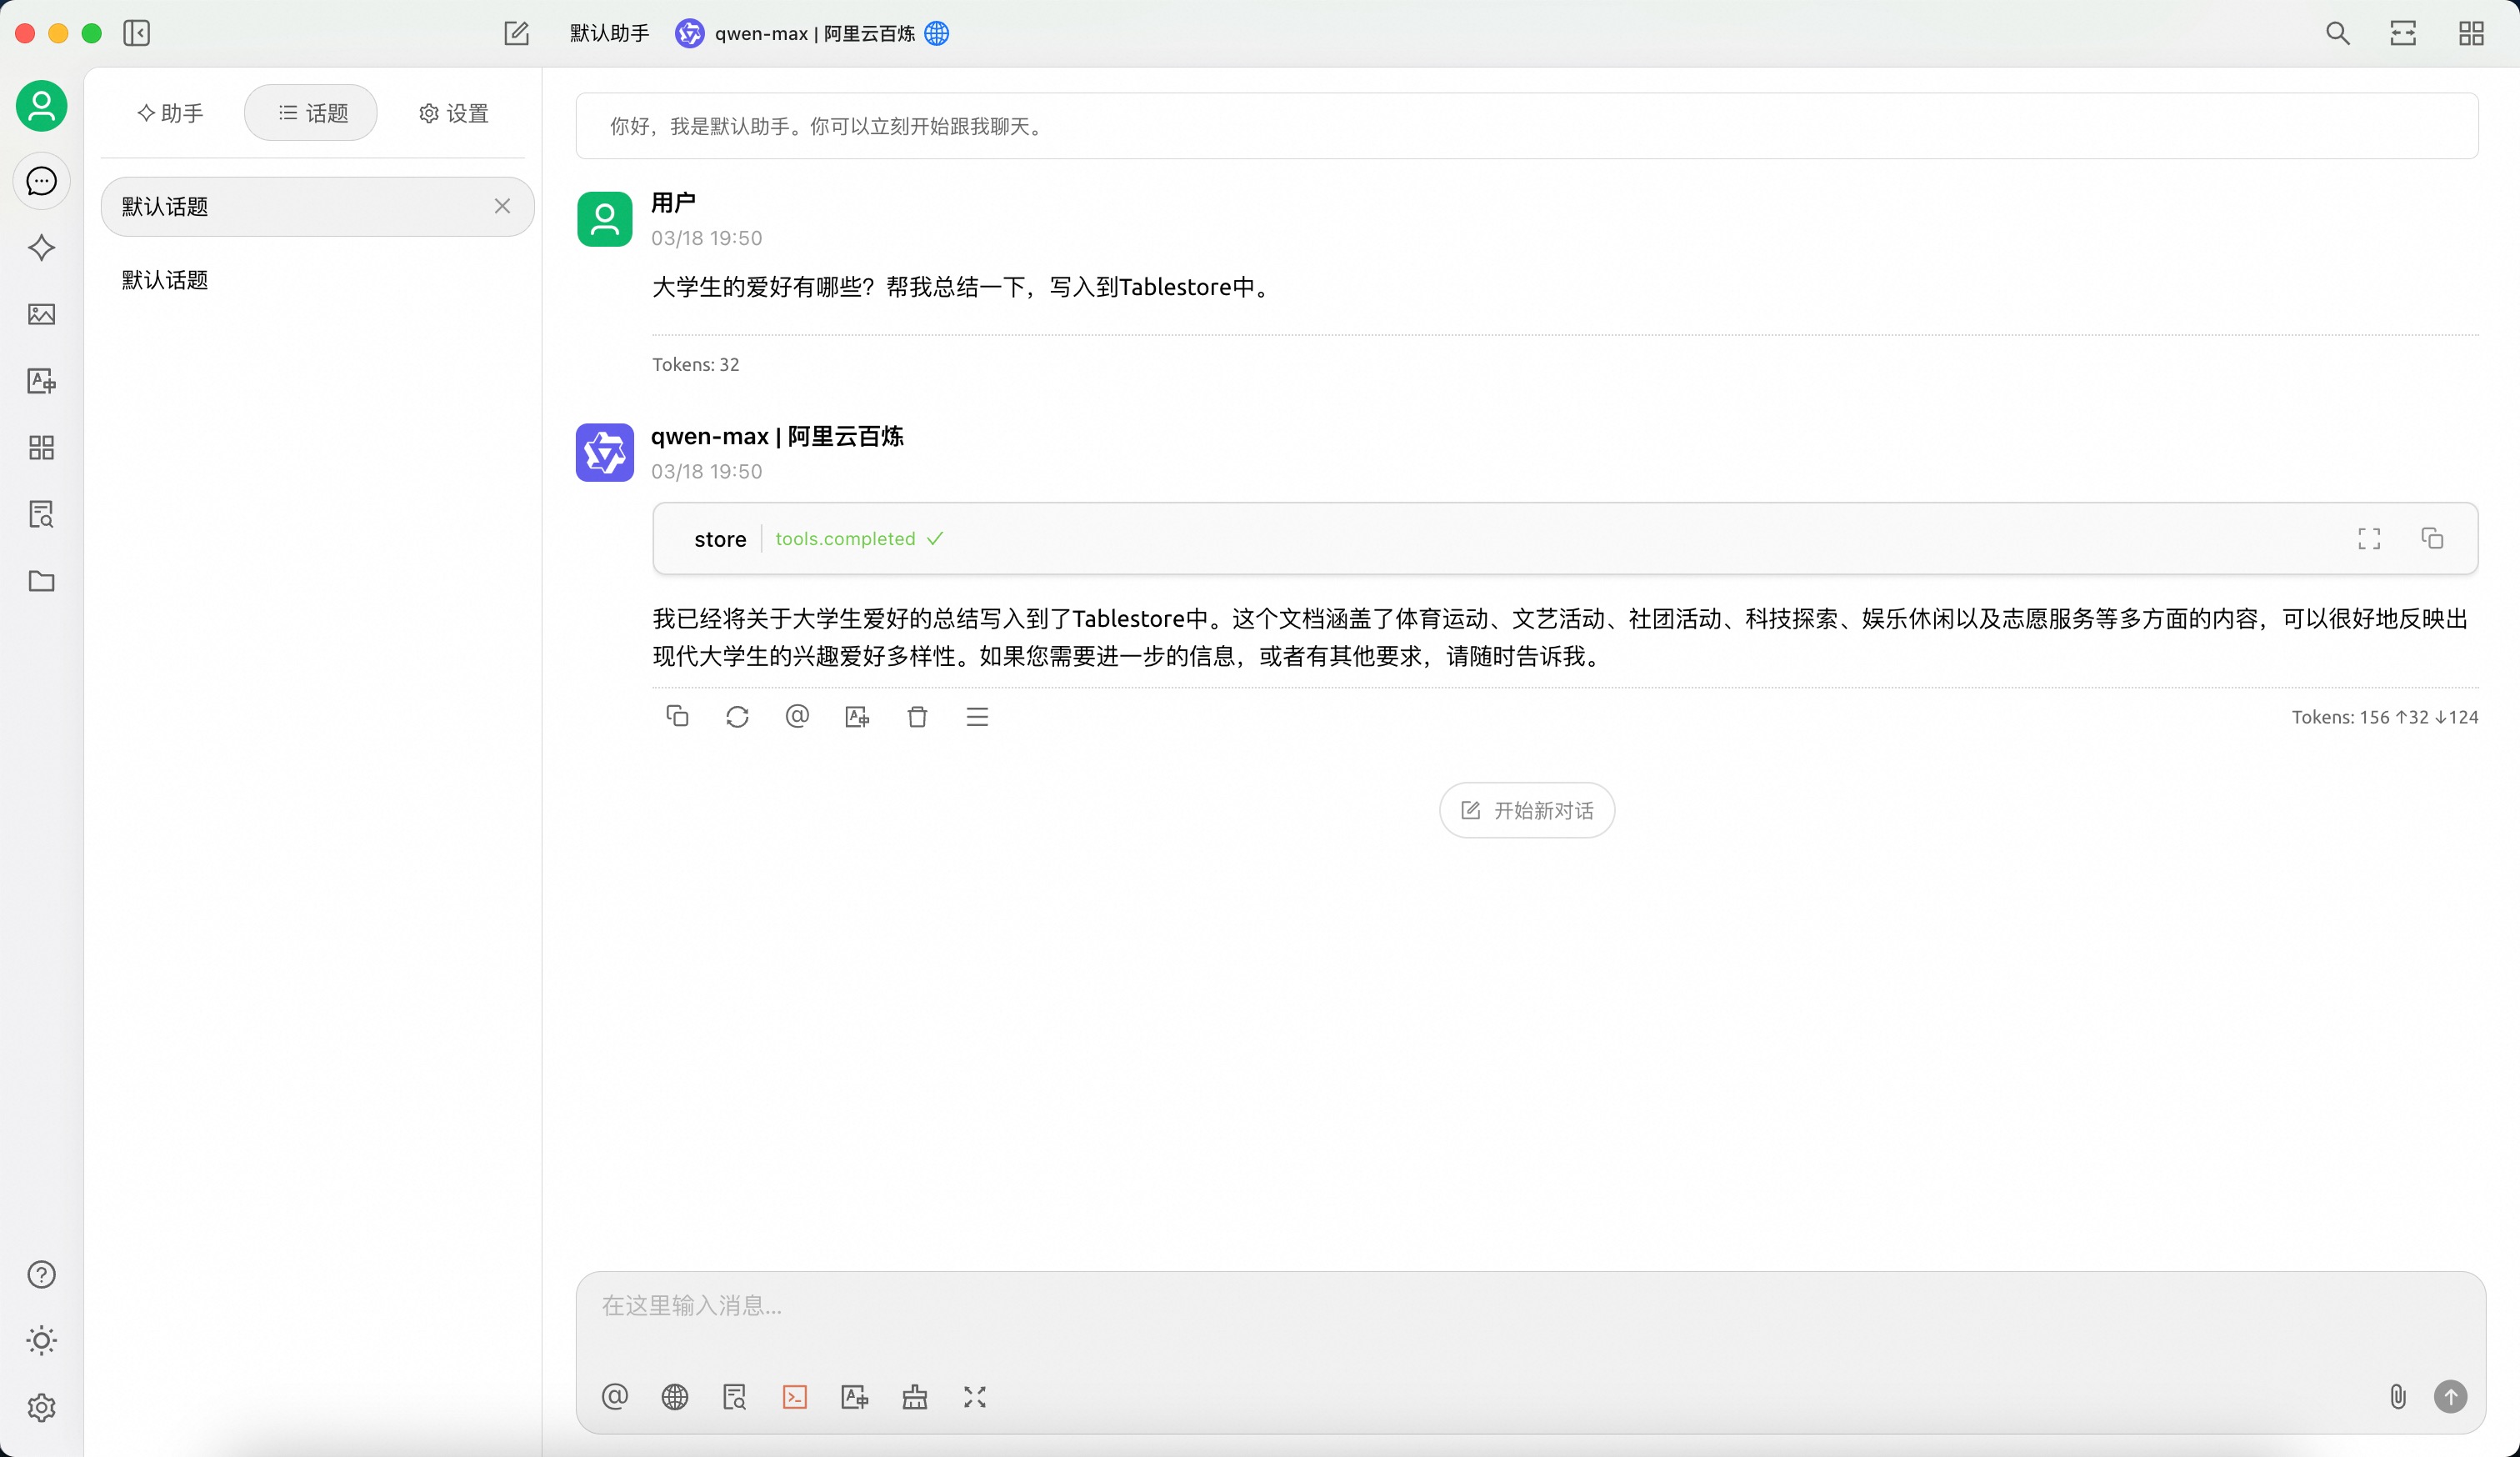 默认助手
qwen-max | 阿里云百炼
助手
话题
设置
默认话题
默认话题
你好，我是默认助手。你可以立刻开始跟我聊天。
用户
03/18 19:50
大学生的爱好有哪些？帮我总结一下，写入到Tablestore中。
Tokens: 32
qwen-max | 阿里云百炼
03/18 19:50
store
tools.completed
我已经将关于大学生爱好的总结写入到了Tablestore中。这个文档涵盖了体育运动、文艺活动、社团活动、科技探索、娱乐休闲以及志愿服务等多方面的内容，可以很好地反映出
现代大学生的兴趣爱好多样性。如果您需要进一步的信息，或者有其他要求，请随时告诉我。
Tokens: 156 ↑32 ↓124
开始新对话
在这里输入消息...